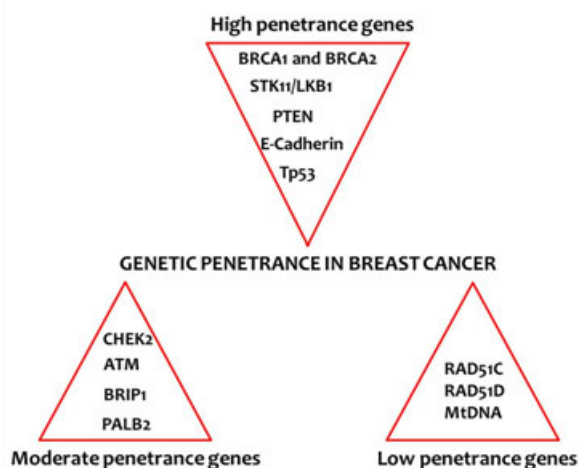 High penetrance genes
BRCA1 and BRCA2
STK11/LKB1
PTEN
E-Cadherin
Tp53
GENETIC PENETRANCE IN BREAST CANCER
CHEK2
ATM
BRIP1
PALB2
Moderate penetrance genes
RAD51C
RAD51D
MtDNA
Low penetrance genes